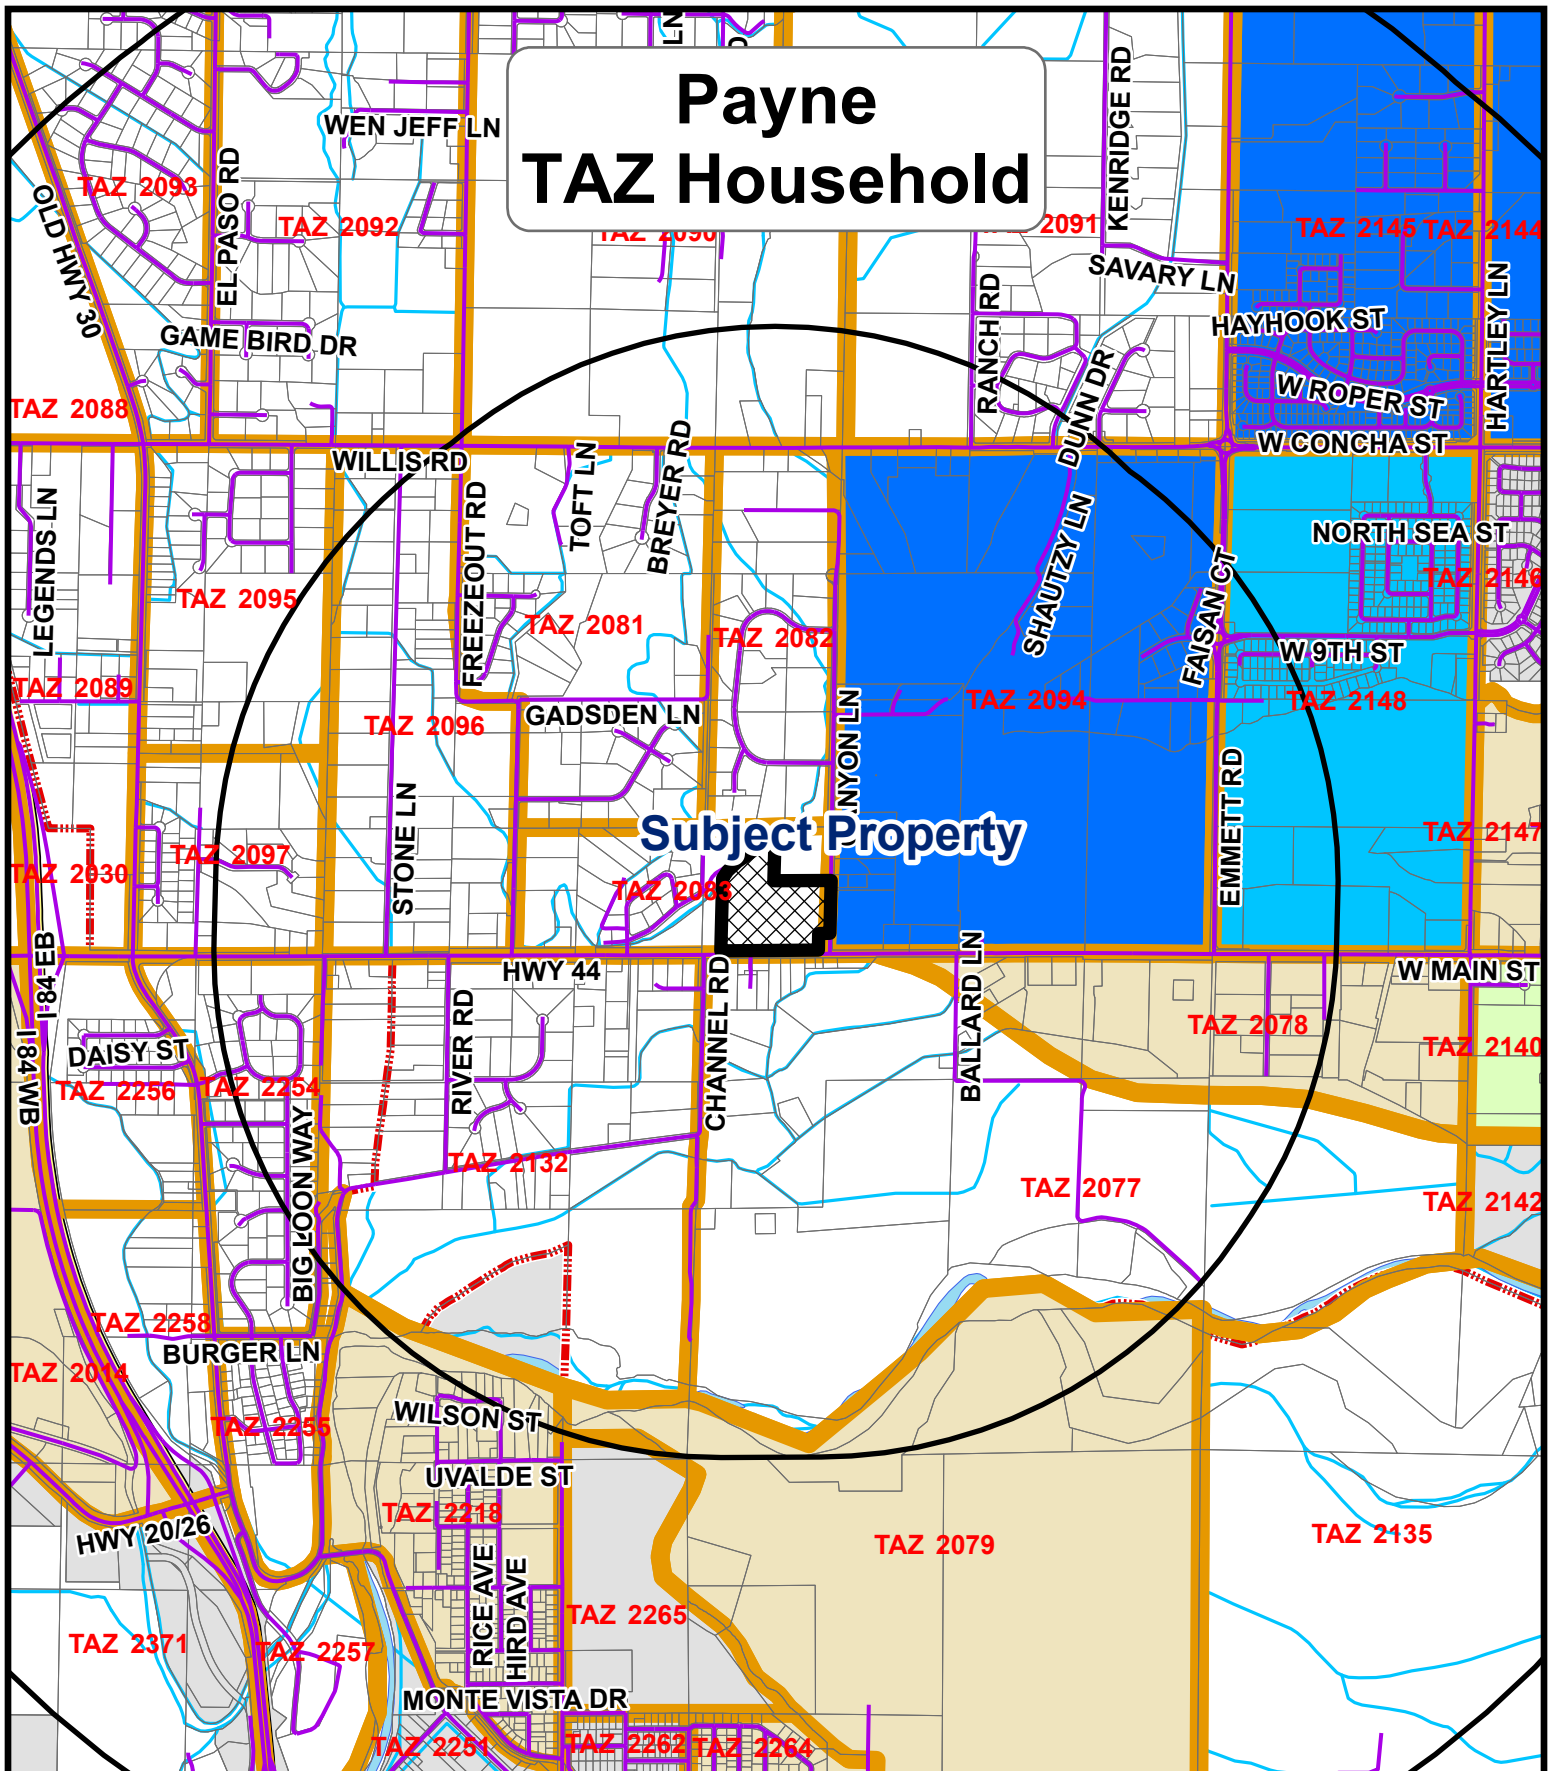 Payne
TAZ Household
LN
WEN JEFF LN
KENRIDGE RD
TAZ 2093
EL PASO RD
OLD HWY 30
TAZ 2092
TAZ 2090
2091
TAZ 2145
TAZ 2144
SAVARY LN
RANCH RD
HARTLEY LN
HAYHOOK ST
GAME BIRD DR
DUNN DR
W ROPER ST
TAZ 2088
W CONCHA ST
WILLIS RD
TOFT LN
BREYER RD
LEGENDS LN
FREEZEOUT RD
SHAUTZY LN
NORTH SEA ST
FAISAN CT
TAZ 2146
TAZ 2095
TAZ 2081
TAZ 2082
W 9TH ST
TAZ 2089
TAZ 2094
TAZ 2148
TAZ 2096
GADSDEN LN
ANYON LN
EMMETT RD
STONE LN
Subject Property
TAZ 2147
TAZ 2097
TAZ 2030
TAZ 2083
I 84 EB
HWY 44
BALLARD LN
W MAIN ST
I 84 WB
RIVER RD
CHANNEL RD
TAZ 2078
DAISY ST
TAZ 2140
TAZ 2256
TAZ 2254
BIG LOON WAY
TAZ 2132
TAZ 2077
TAZ 2142
TAZ 2258
BURGER LN
TAZ 2014
WILSON ST
TAZ 2255
UVALDE ST
TAZ 2218
HWY 20/26
TAZ 2079
TAZ 2135
RICE AVE
HIRD AVE
TAZ 2265
TAZ 2371
TAZ 2257
MONTE VISTA DR
TAZ 2251
TAZ 2262
TAZ 2264